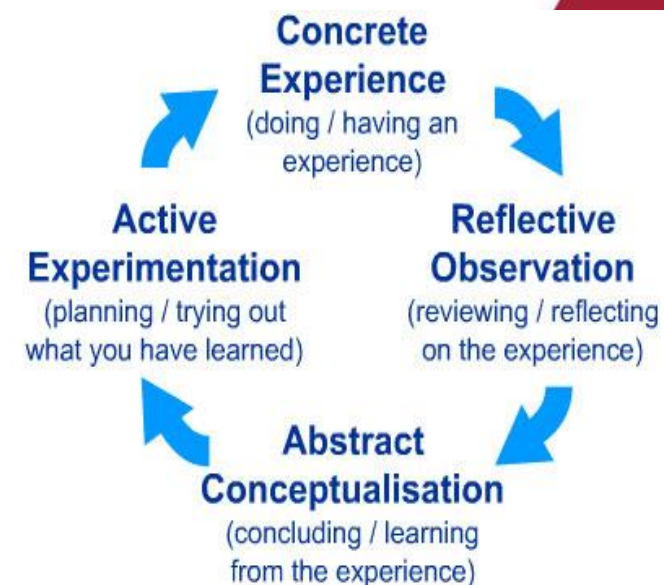 Concrete
Experience
(doing / having an
experience)
Reflective
Observation
(reviewing / reflecting
on the experience)
Abstract
Conceptualisation
(concluding / learning
from the experience)
Active
Experimentation
(planning / trying out
what you have learned)